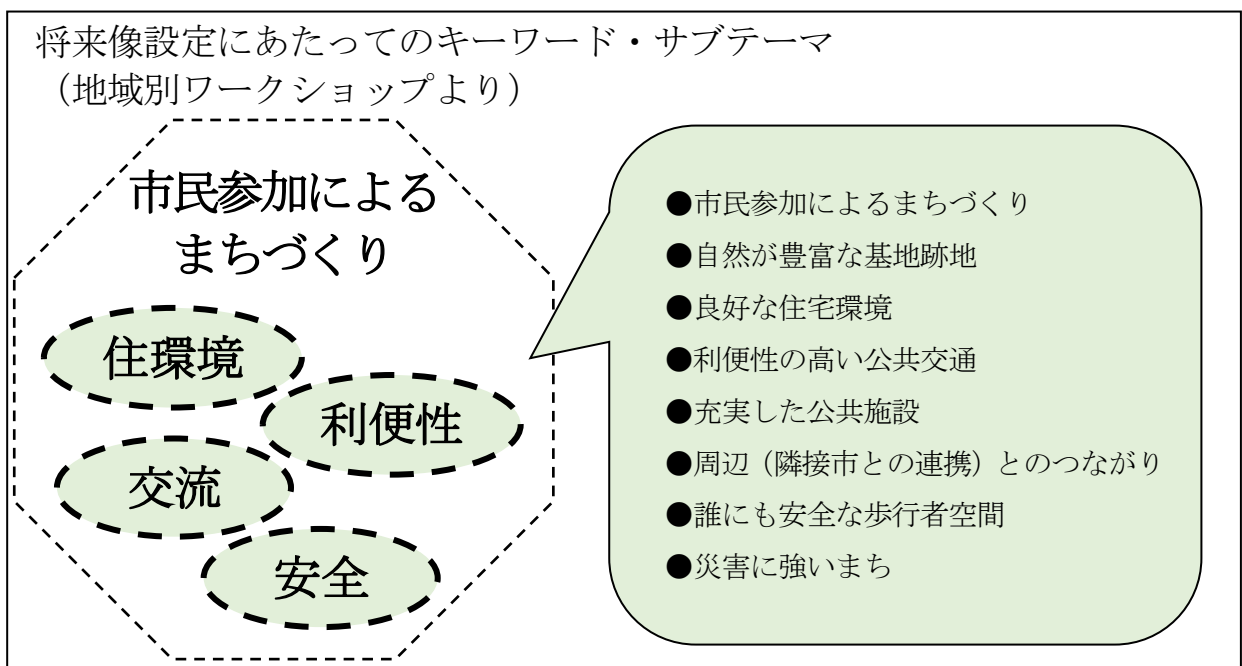 将来像設定にあたってのキーワード・サブテーマ
（地域別ワークショップより）
市民参加による
まちづくり
住環境
利便性
交流
安全
●市民参加によるまちづくり
●自然が豊富な基地跡地
●良好な住宅環境
●利便性の高い公共交通
●充実した公共施設
●周辺（隣接市との連携）とのつながり
●誰にも安全な歩行者空間
●災害に強いまち